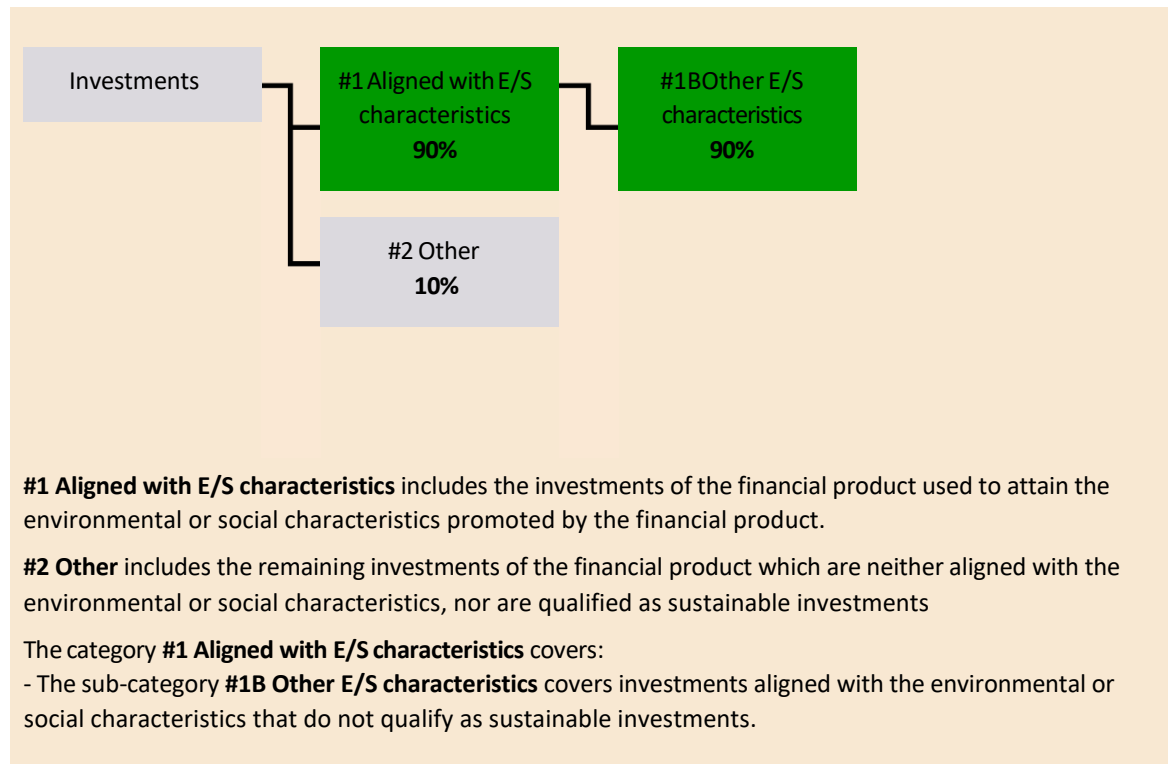 Investments
#1 Aligned with E/S
characteristics
90%
#1BOther E/S
characteristics
90%
#2 Other
10%
#1 Aligned with E/S characteristics includes the investments of the financial product used to attain the
environmental or social characteristics promoted by the financial product.
#2 Other includes the remaining investments of the financial product which are neither aligned with the
environmental or social characteristics, nor are qualified as sustainable investments
The category #1 Aligned with E/S characteristics covers:
- The sub-category #1B Other E/S characteristics covers investments aligned with the environmental or
social characteristics that do not qualify as sustainable investments.